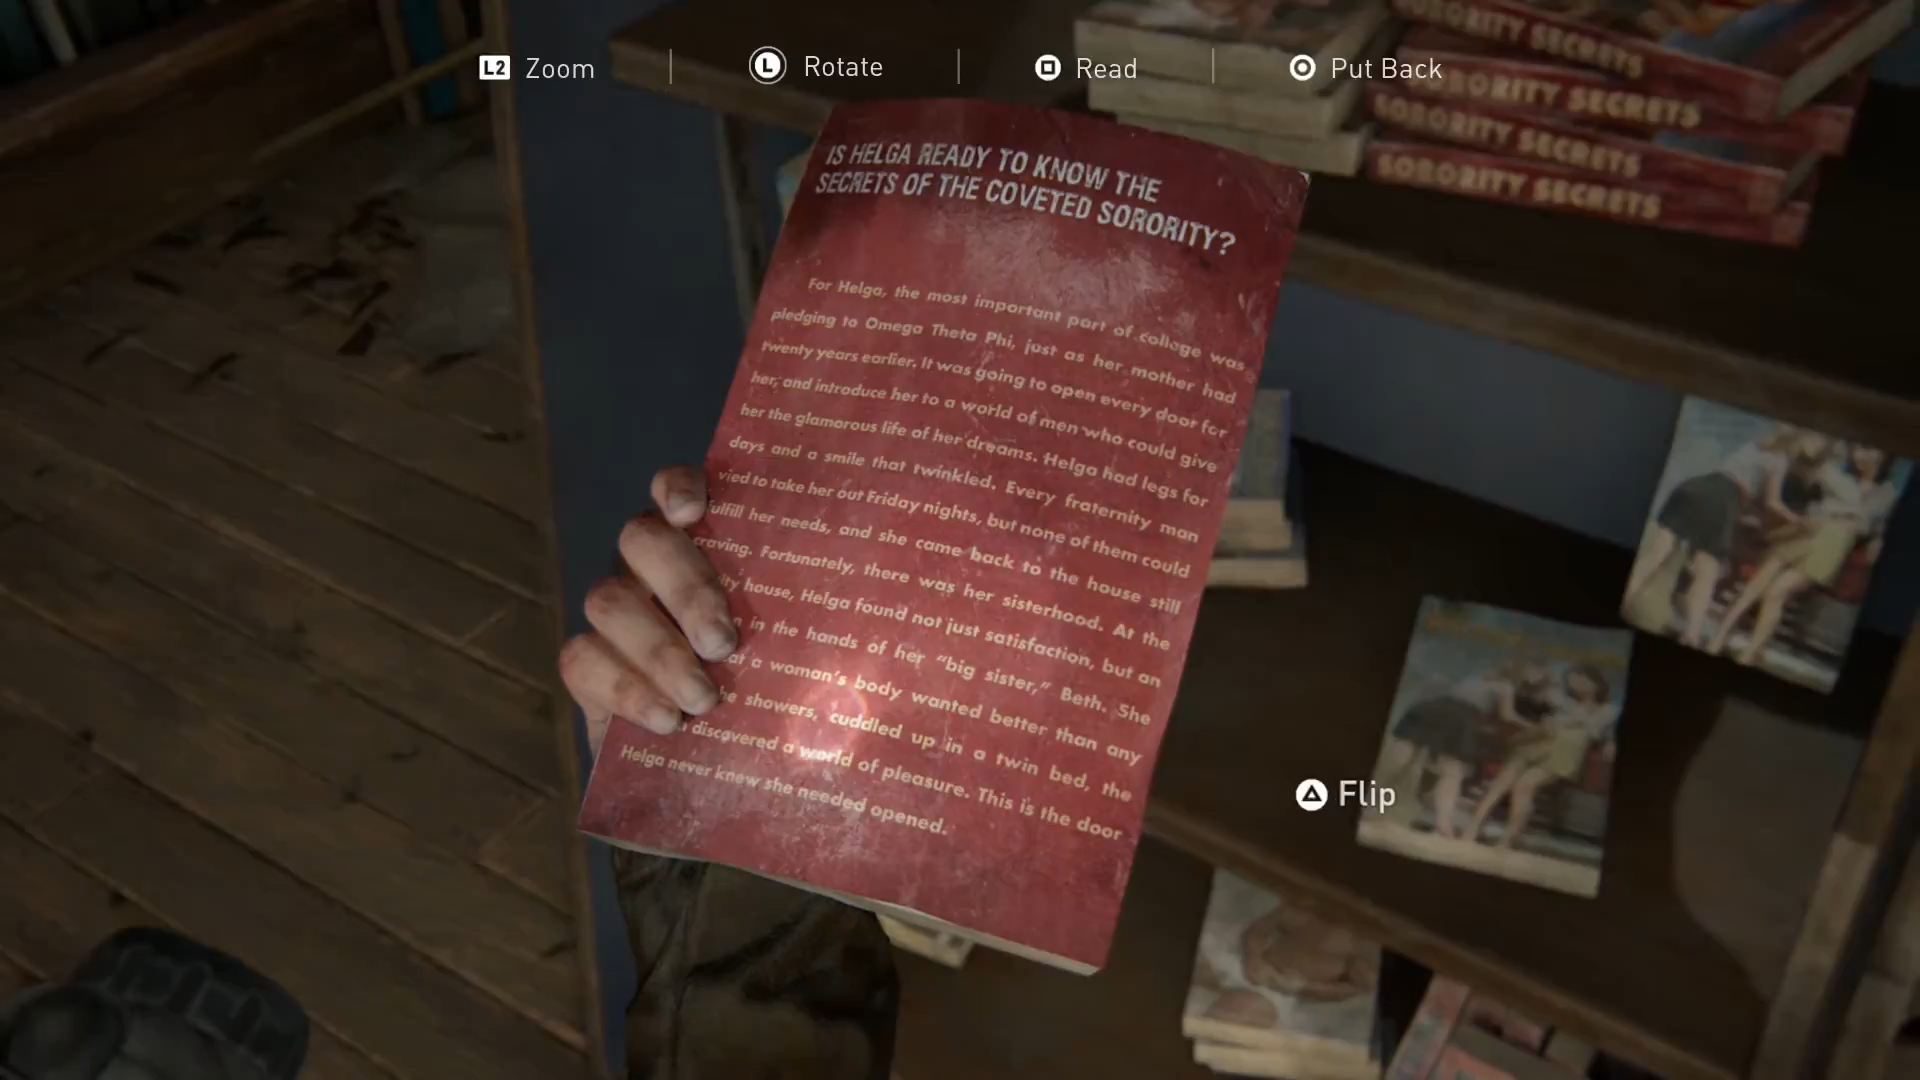 L2 Zoom
L Rotate
Read
Put Back
SORORITY SECRETS
SORORITY SECRETS
SORORITY SECRETS
SORORITY SECRETS
IS HELGA READY TO KNOW THE
SECRETS OF THE COVETED SORORITY?
For Helga, the most important part of college was
pledging to Omega Theta Phi, just as her mother had
twenty years earlier. It was going to open every door for
her, and introduce her to a world of men who could give
her the glamorous life of her dreams. Helga had legs for
days and a smile that twinkled. Every fraternity man
vied to take her out Friday nights, but none of them could
fulfill her needs, and she came back to the house still
craving. Fortunately, there was her sisterhood. At the
house, Helga found not just satisfaction, but an
in the hands of her "big sister," Beth. She
a woman's body wanted better than any
showers, cuddled up in a twin bed, the
discovered a world of pleasure. This is the door
Helga never knew she needed opened.
Flip